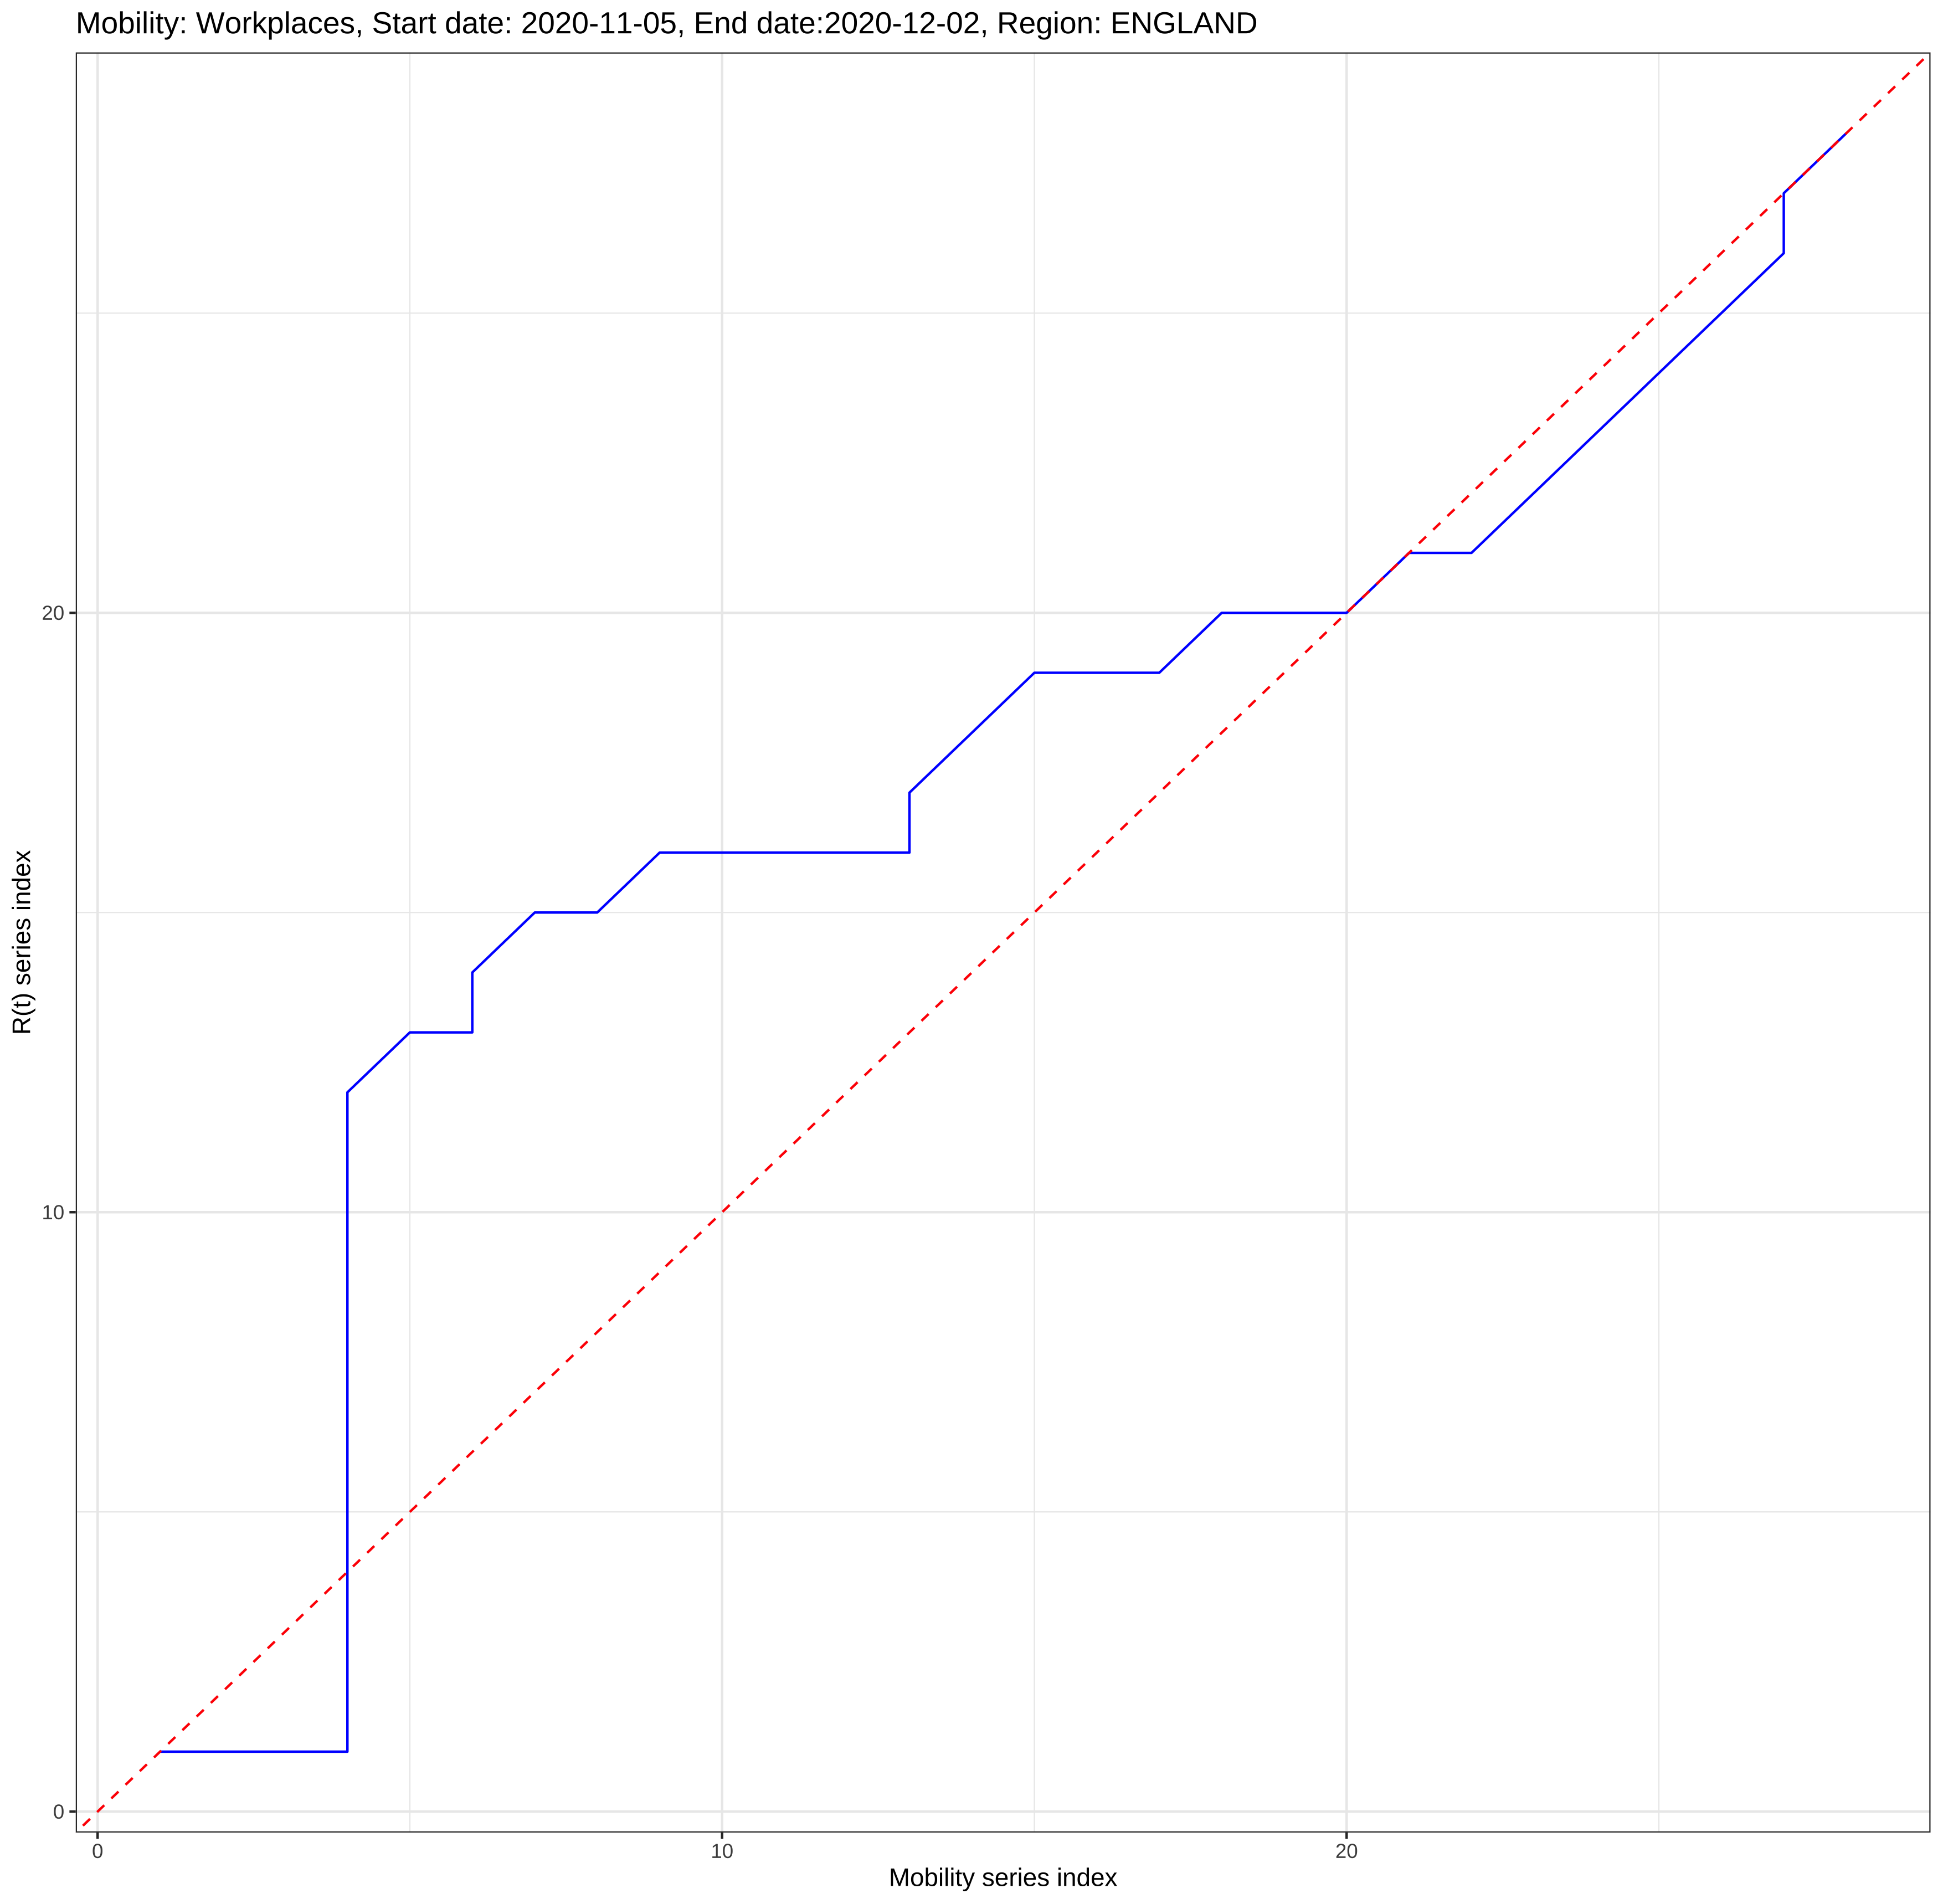 Mobility: Workplaces, Start date: 2020-11-05, End date:2020-12-02, Region: ENGLAND
R(t) series index
20
10
0
0
10
20
Mobility series index